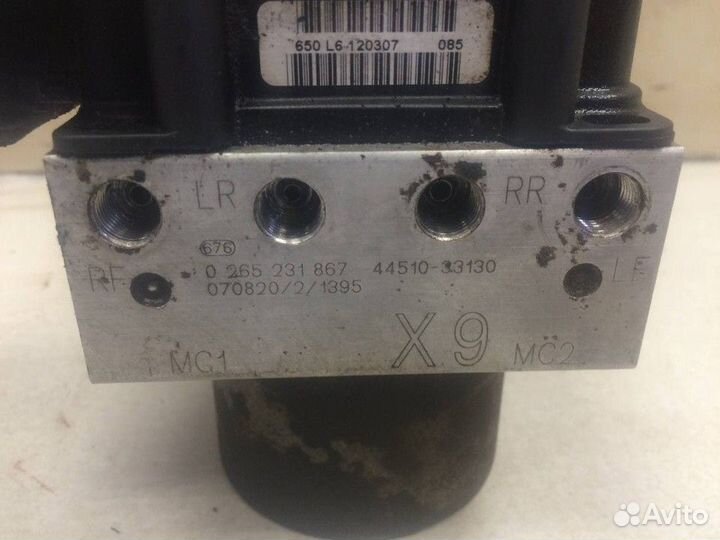 650 L6-120307 085
LR RR
676
RF 0 265 231 867 44510-33130 LF
070820/2/1395
X9
MC1 MC2
Avito